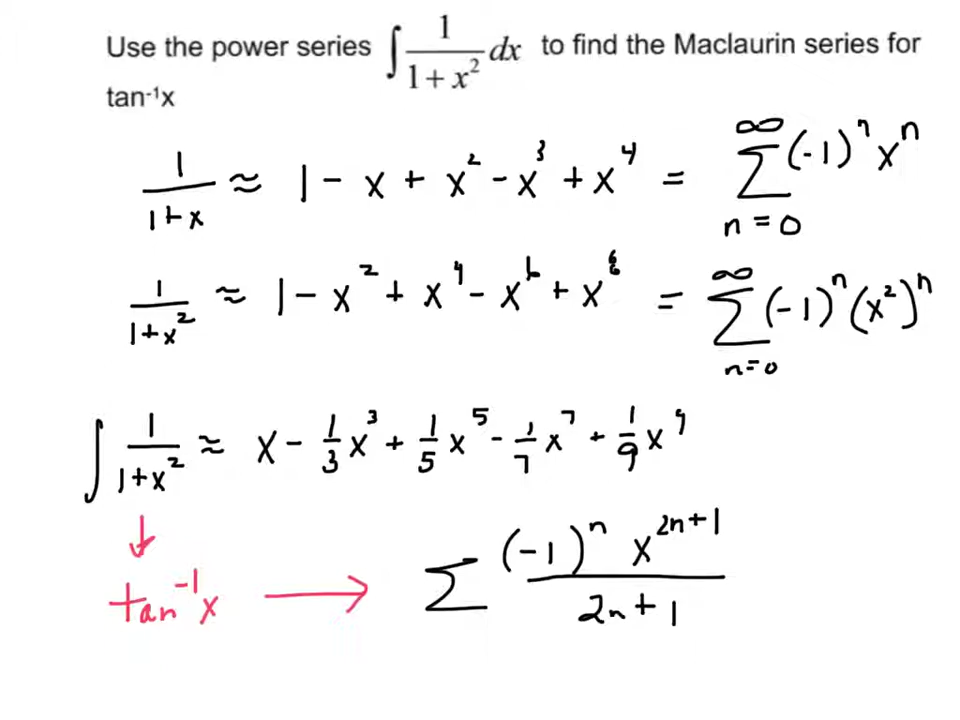 Use the power series ∫ 1/(1+x²) dx to find the Maclaurin series for
tan⁻¹x
1/(1+x) ≈ 1 - x + x² - x³ + x⁴ = ∑_{n=0}^{∞} (-1)ⁿ xⁿ
1/(1+x²) ≈ 1 - x² + x⁴ - x⁶ + x⁸ = ∑_{n=0}^{∞} (-1)ⁿ (x²)ⁿ
∫ 1/(1+x²) ≈ x - 1/3 x³ + 1/5 x⁵ - 1/7 x⁷ + 1/9 x⁹
↓
tan⁻¹x → ∑ (-1)ⁿ x²ⁿ⁺¹/(2n+1)